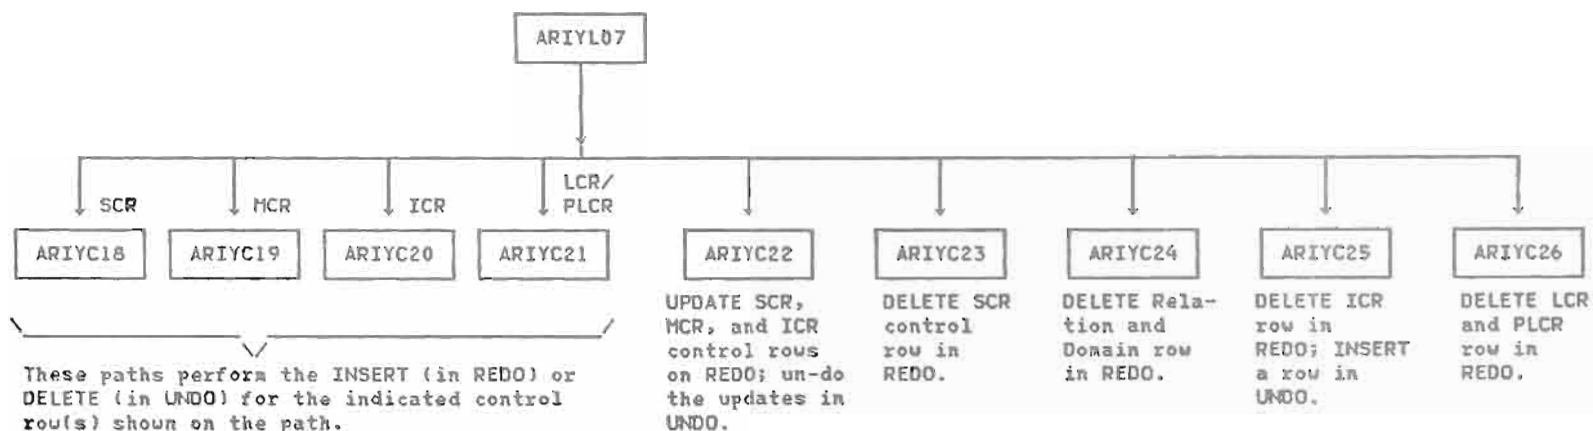 ARIYL07
SCR
MCR
ICR
LCR/
PLCR
ARIYC18
ARIYC19
ARIYC20
ARIYC21
ARIYC22
ARIYC23
ARIYC24
ARIYC25
ARIYC26
These paths perform the INSERT (in REDO) or
DELETE (in UNDO) for the indicated control
row(s) shown on the path.
UPDATE SCR,
MCR, and ICR
control rows
on REDO; un-do
the updates in
UNDO.
DELETE SCR
control
row in
REDO.
DELETE Rela-
tion and
Domain row
in REDO.
DELETE ICR
row in
REDO; INSERT
a row in
UNDO.
DELETE LCR
and PLCR
row in
REDO.